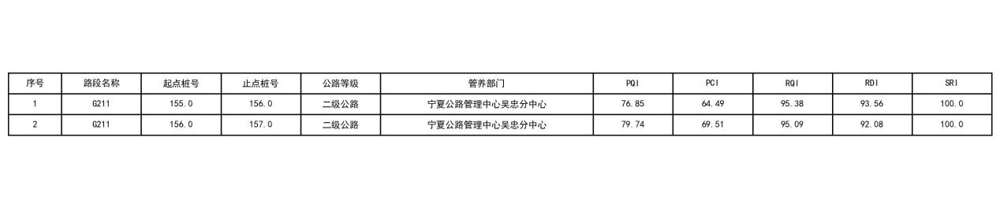 序号 路段名称 起点桩号 止点桩号 公路等级 管养部门 PQI PCI RQI RDI SRI
1 G211 155.0 156.0 二级公路 宁夏公路管理中心吴忠分中心 76.85 64.49 95.38 93.56 100.0
2 G211 156.0 157.0 二级公路 宁夏公路管理中心吴忠分中心 79.74 69.51 95.09 92.08 100.0